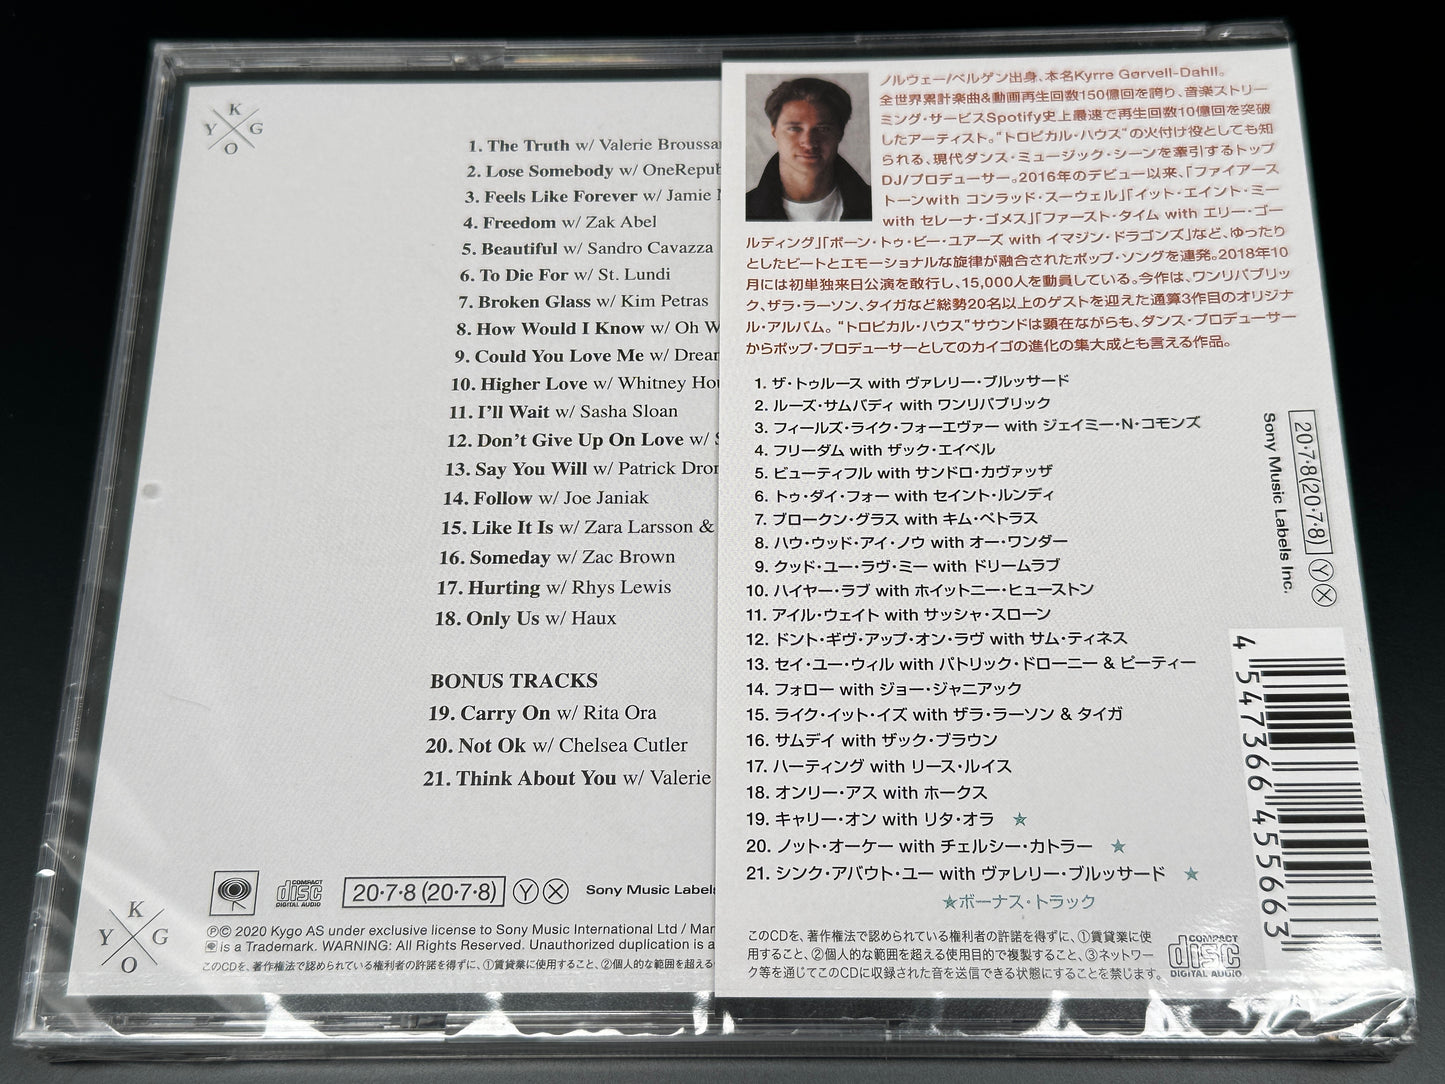 K
Y G
O
1. The Truth w/ Valerie
2. Lose Somebody w/
3. Feels Like Forever w/ Jamie
4. Freedom w/ Zak Abel
5. Beautiful w/ Sandro Cavazza
6. To Die For w/ St. Lundi
7. Broken Glass w/ Kim Petras
8. How Would I Know w/ Oh
9. Could You Love Me w/
10. Higher Love w/ Whitney
11. I'll Wait w/ Sasha Sloan
12. Don't Give Up On Love w/
13. Say You Will w/ Patrick
14. Follow w/ Joe Janiak
15. Like It Is w/ Zara Larsson &
16. Someday w/ Zac Brown
17. Hurting w/ Rhys Lewis
18. Only Us w/ Haux
BONUS TRACKS
19. Carry On w/ Rita Ora
20. Not Ok w/ Chelsea Cutler
21. Think About You w/ Valerie
COMPACT
disc
DIGITAL AUDIO
20・7・8 (20・7・8) Y X Sony Music Labels
K
Y G
O
℗© 2020 Kygo AS under exclusive license to Sony Music International Ltd /
is a Trademark. WARNING: All Rights Reserved. Unauthorized duplication is a
このCDを、著作権法で認められている権利者の許諾を得ずに、①賃貸業に使用すること、②個人的な範囲を超える
ノルウェー/ベルゲン出身、本名Kyrre Gørvell-Dahll。
全世界累計楽曲&動画再生回数150億回を誇り、音楽ストリー
ミング・サービスSpotify史上最速で再生回数10億回を突破
したアーティスト。“トロピカル・ハウス”の火付け役としても知
られる、現代ダンス・ミュージック・シーンを牽引するトップ
DJ/プロデューサー。2016年のデビュー以来、「ファイアース
トーンwith コンラッド・スーウェル」「イット・エイント・ミー
with セレーナ・ゴメス」「ファースト・タイム with エリー・ゴー
ルディング」「ボーン・トゥ・ビー・ユアーズ with イマジン・ドラゴンズ」など、ゆったり
としたビートとエモーショナルな旋律が融合されたポップ・ソングを連発。2018年10
月には初単独来日公演を敢行し、15,000人を動員している。今作は、ワンリパブリッ
ク、ザラ・ラーソン、タイガなど総勢20名以上のゲストを迎えた通算3作目のオリジナ
ル・アルバム。“トロピカル・ハウス”サウンドは顕在ながらも、ダンス・プロデューサー
からポップ・プロデューサーとしてのカイゴの進化の集大成とも言える作品。
1. ザ・トゥルース with ヴァレリー・ブルッサード
2. ルーズ・サムバディ with ワンリパブリック
3. フィールズ・ライク・フォーエヴァー with ジェイミー・N・コモンズ
4. フリーダム with ザック・エイベル
5. ビューティフル with サンドロ・カヴァッザ
6. トゥ・ダイ・フォー with セイント・ルンディ
7. ブロークン・グラス with キム・ペトラス
8. ハウ・ウッド・アイ・ノウ with オー・ワンダー
9. クッド・ユー・ラヴ・ミー with ドリームラブ
10. ハイヤー・ラブ with ホイットニー・ヒューストン
11. アイル・ウェイト with サッシャ・スローン
12. ドント・ギヴ・アップ・オン・ラヴ with サム・ティネス
13. セイ・ユー・ウィル with パトリック・ドローニー & ピーティー
14. フォロー with ジョー・ジャニアック
15. ライク・イット・イズ with ザラ・ラーソン & タイガ
16. サムデイ with ザック・ブラウン
17. ハーティング with リース・ルイス
18. オンリー・アス with ホークス
19. キャリー・オン with リタ・オラ ★
20. ノット・オーケー with チェルシー・カトラー ★
21. シンク・アバウト・ユー with ヴァレリー・ブルッサード ★
★ボーナス・トラック
このCDを、著作権法で認められている権利者の許諾を得ずに、①賃貸業に使
用すること、②個人的な範囲を超える使用目的で複製すること、③ネットワー
ク等を通じてこのCDに収録された音を送信できる状態にすることを禁じます。
COMPACT
disc
DIGITAL AUDIO
20・7・8(20・7・8) Y X
Sony Music Labels Inc.
4 547366 455663